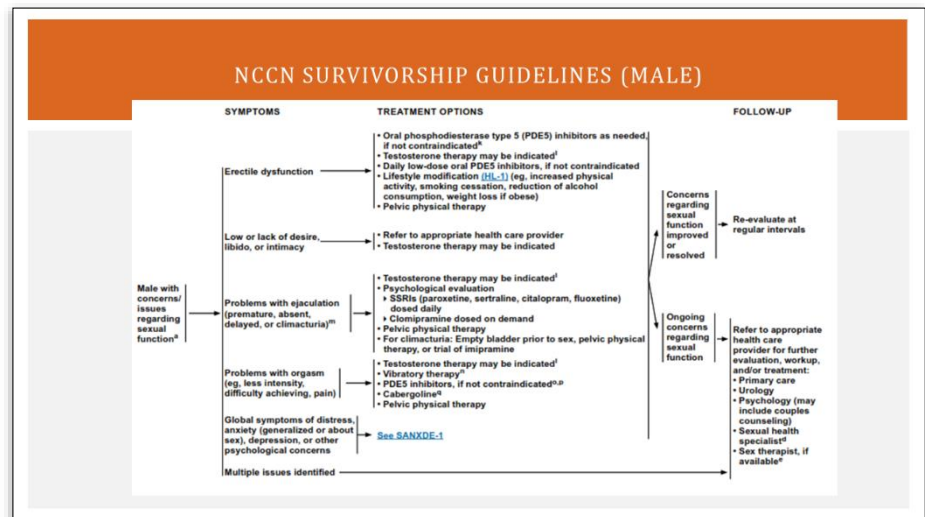 NCCN SURVIVORSHIP GUIDELINES (MALE)
SYMPTOMS
TREATMENT OPTIONS
FOLLOW-UP
Male with
concerns/
issues
regarding
sexual
functionᵃ
Erectile dysfunction
• Oral phosphodiesterase type 5 (PDE5) inhibitors as needed,
if not contraindicatedᵏ
• Testosterone therapy may be indicatedˡ
• Daily low-dose oral PDE5 inhibitors, if not contraindicated
• Lifestyle modification (HL-1) (eg, increased physical
activity, smoking cessation, reduction of alcohol
consumption, weight loss if obese)
• Pelvic physical therapy
Low or lack of desire,
libido, or intimacy
• Refer to appropriate health care provider
• Testosterone therapy may be indicated
Problems with ejaculation
(premature, absent,
delayed, or climacturia)ᵐ
• Testosterone therapy may be indicatedˡ
• Psychological evaluation
▸ SSRIs (paroxetine, sertraline, citalopram, fluoxetine)
dosed daily
▸ Clomipramine dosed on demand
• Pelvic physical therapy
• For climacturia: Empty bladder prior to sex, pelvic physical
therapy, or trial of imipramine
Problems with orgasm
(eg, less intensity,
difficulty achieving, pain)
• Testosterone therapy may be indicatedˡ
• Vibratory therapyⁿ
• PDE5 inhibitors, if not contraindicatedᵒ,ᵖ
• Cabergoline^q
• Pelvic physical therapy
Global symptoms of distress,
anxiety (generalized or about
sex), depression, or other
psychological concerns
See SANXDE-1
Multiple issues identified
Concerns
regarding
sexual
function
improved
or
resolved
Re-evaluate at
regular intervals
Ongoing
concerns
regarding
sexual
function
Refer to appropriate
health care
provider for further
evaluation, workup,
and/or treatment:
• Primary care
• Urology
• Psychology (may
include couples
counseling)
• Sexual health
specialistᵈ
• Sex therapist, if
availableᵉ